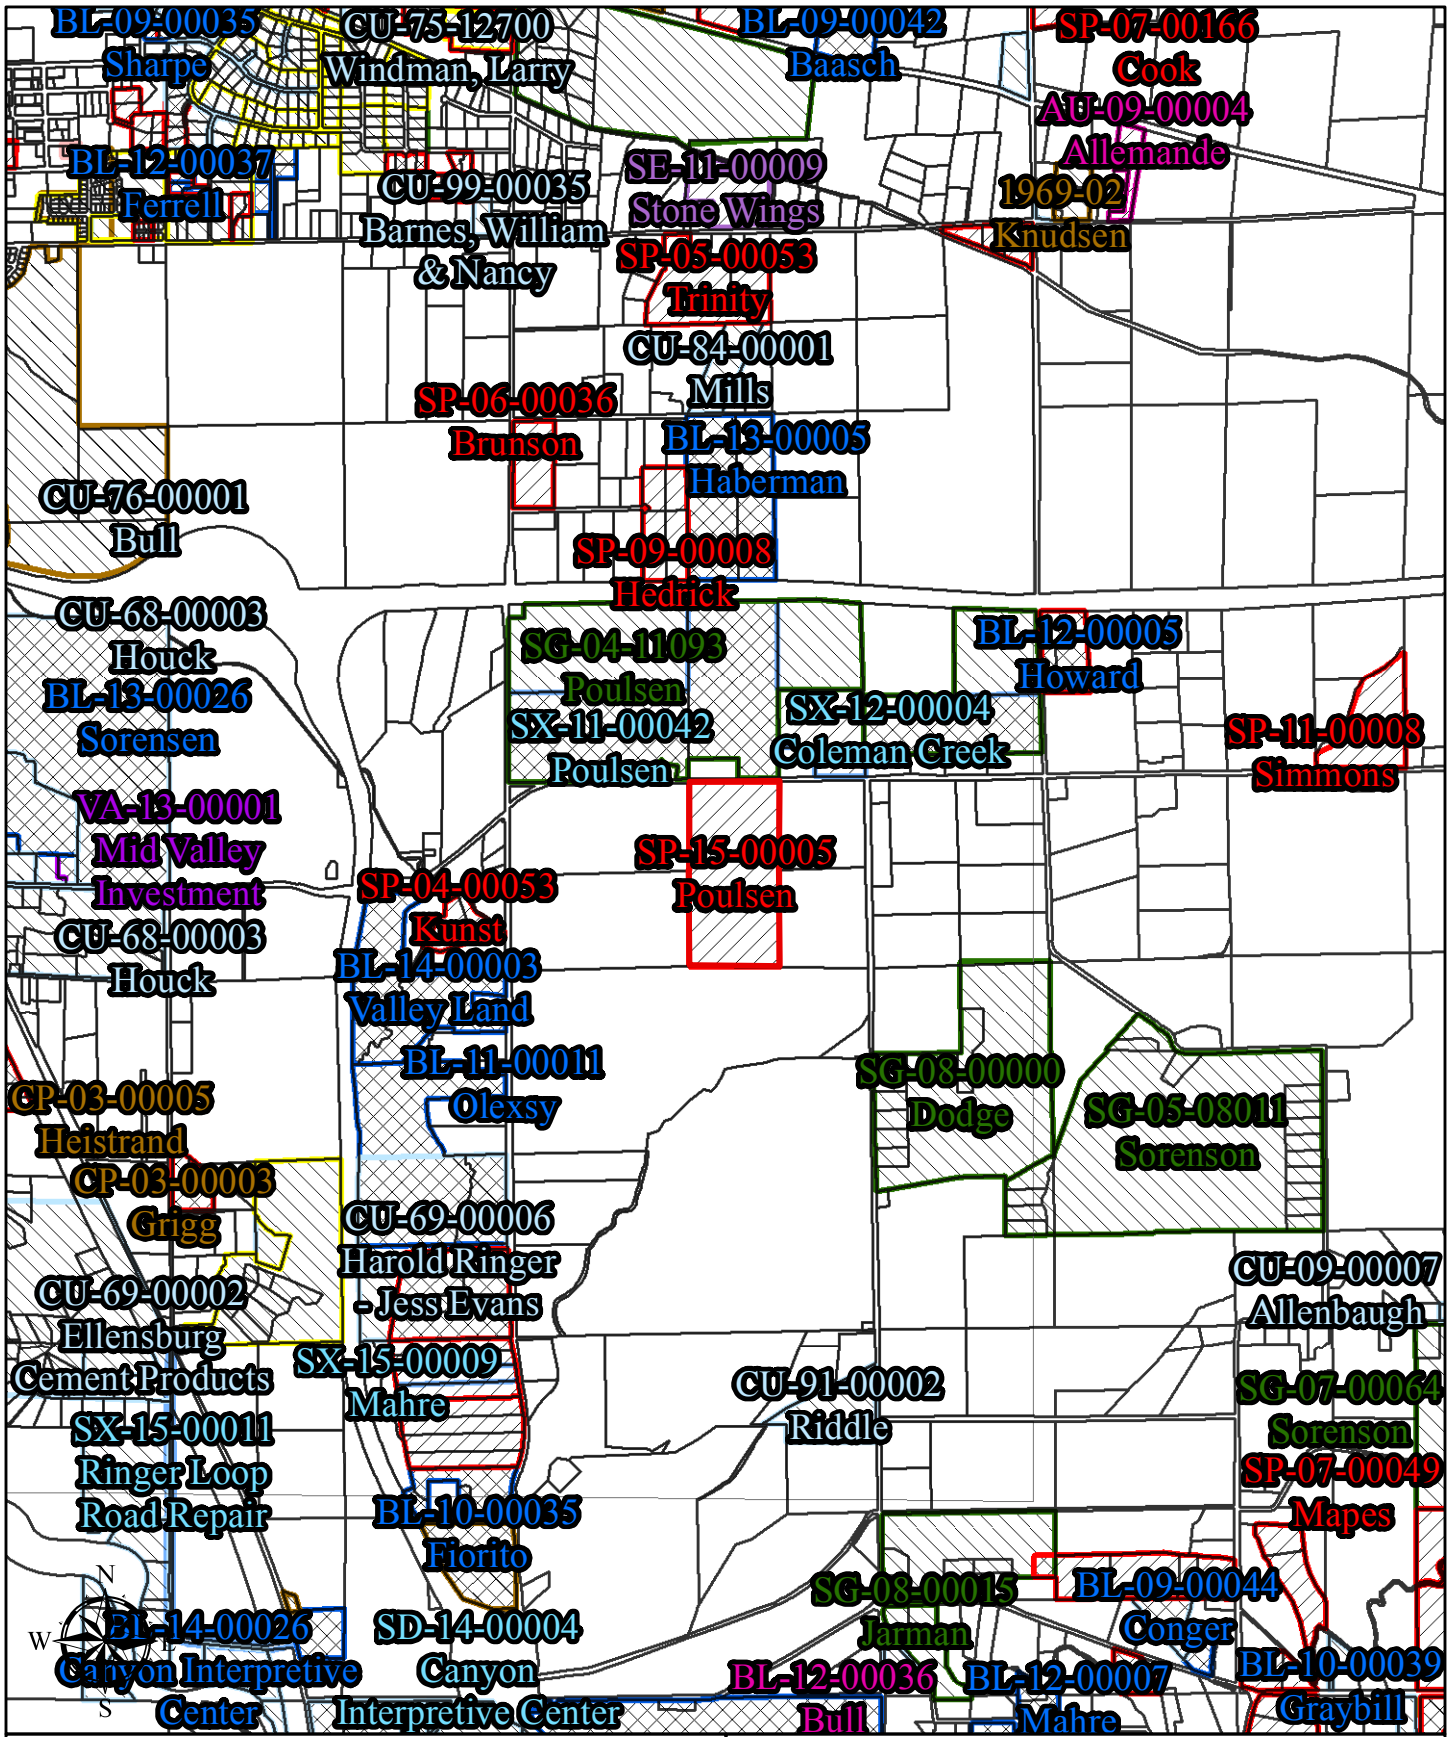 BL-09-00035
Sharpe
CU-75-12700
Windman, Larry
BL-09-00042
Baasch
SP-07-00166
Cook
AU-09-00004
Allemande
BL-12-00037
Ferrell
CU-99-00035
Barnes, William
& Nancy
SE-11-00009
Stone Wings
1969-02
Knudsen
SP-05-00053
Trinity
CU-84-00001
Mills
SP-06-00036
Brunson
BL-13-00005
Haberman
CU-76-00001
Bull
SP-09-00008
Hedrick
CU-68-00003
Houck
BL-13-00026
Sorensen
SG-04-11093
Poulsen
SX-11-00042
Poulsen
BL-12-00005
Howard
SX-12-00004
Coleman Creek
SP-11-00008
Simmons
VA-13-00001
Mid Valley
Investment
CU-68-00003
Houck
SP-15-00005
Poulsen
SP-04-00053
Kunst
BL-14-00003
Valley Land
BL-11-00011
Olexsy
SG-08-00000
Dodge
SG-05-08011
Sorenson
CP-03-00005
Heistrand
CP-03-00003
Grigg
CU-69-00006
Harold Ringer
- Jess Evans
CU-69-00002
Ellensburg
Cement Products
CU-09-00007
Allenbaugh
SX-15-00009
Mahre
CU-91-00002
Riddle
SG-07-00064
Sorenson
SX-15-00011
Ringer Loop
Road Repair
SP-07-00049
Mapes
BL-10-00035
Fiorito
SG-08-00015
Jarman
BL-09-00044
Conger
N
W
E
S
BL-14-00026
Canyon Interpretive
Center
SD-14-00004
Canyon
Interpretive Center
BL-12-00036
Bull
BL-12-00007
Mahre
BL-10-00039
Graybill